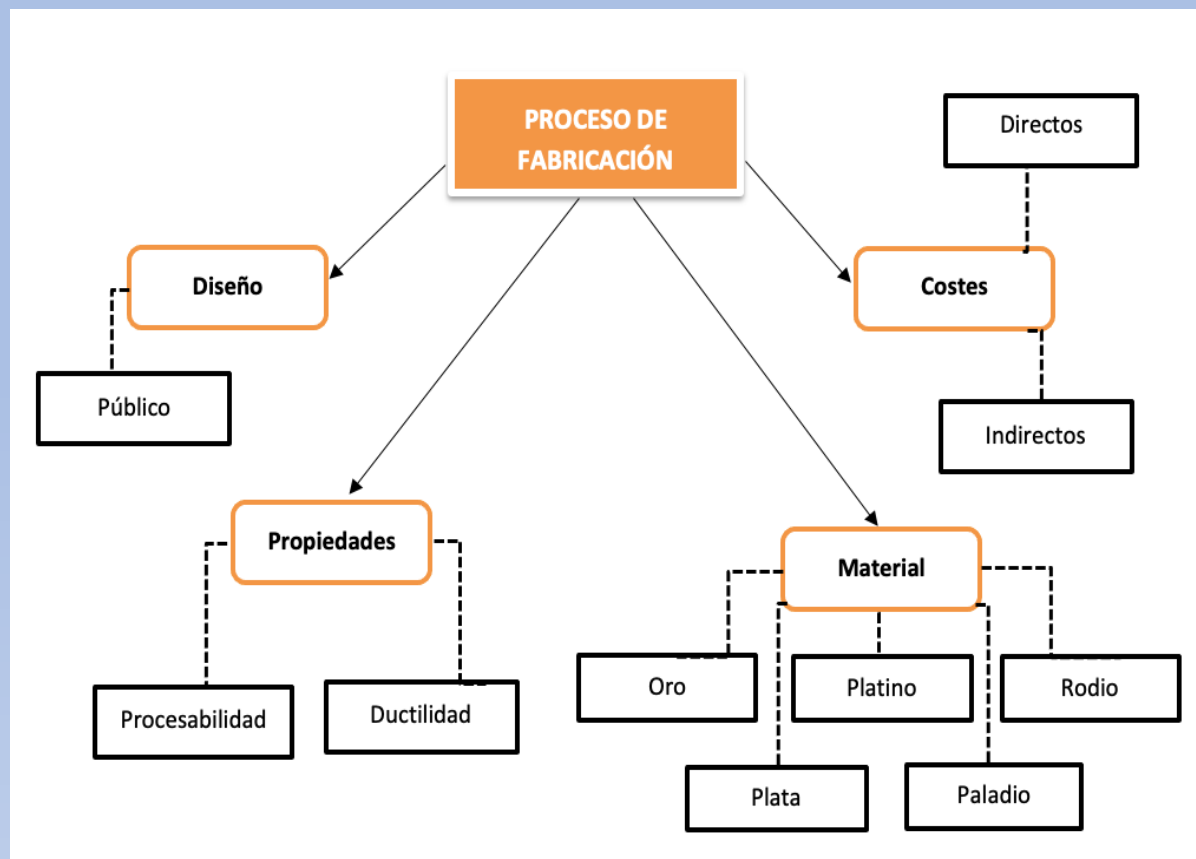 PROCESO DE
FABRICACIÓN
Directos
Diseño
Costes
Público
Indirectos
Propiedades
Material
Procesabilidad
Ductilidad
Oro
Platino
Rodio
Plata
Paladio